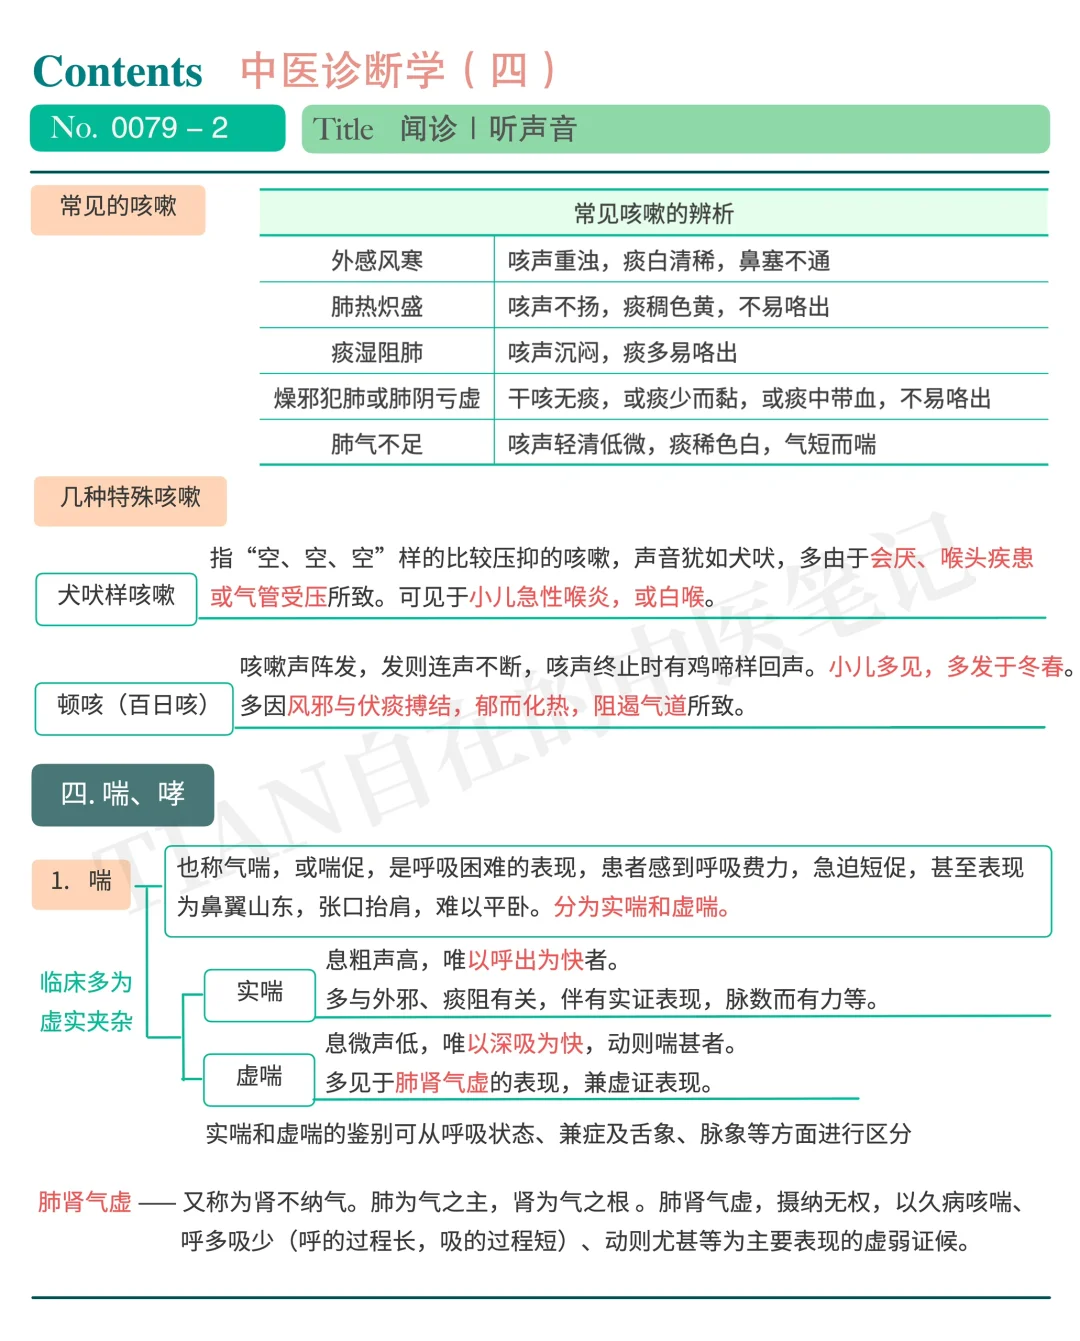 Contents 中医诊断学（四）
No. 0079 – 2 Title 闻诊 | 听声音
常见的咳嗽
常见咳嗽的辨析
外感风寒 咳声重浊，痰白清稀，鼻塞不通
肺热炽盛 咳声不扬，痰稠色黄，不易咯出
痰湿阻肺 咳声沉闷，痰多易咯出
燥邪犯肺或肺阴亏虚 干咳无痰，或痰少而黏，或痰中带血，不易咯出
肺气不足 咳声轻清低微，痰稀色白，气短而喘
几种特殊咳嗽
指“空、空、空”样的比较压抑的咳嗽，声音犹如犬吠，多由于会厌、喉头疾患
犬吠样咳嗽 或气管受压所致。可见于小儿急性喉炎，或白喉。
咳嗽声阵发，发则连声不断，咳声终止时有鸡啼样回声。小儿多见，多发于冬春。
顿咳（百日咳） 多因风邪与伏痰搏结，郁而化热，阻遏气道所致。
四. 喘、哮
1. 喘 也称气喘，或喘促，是呼吸困难的表现，患者感到呼吸费力，急迫短促，甚至表现
为鼻翼山东，张口抬肩，难以平卧。分为实喘和虚喘。
临床多为
虚实夹杂
实喘
息粗声高，唯以呼出为快者。
多与外邪、痰阻有关，伴有实证表现，脉数而有力等。
虚喘
息微声低，唯以深吸为快，动则喘甚者。
多见于肺肾气虚的表现，兼虚证表现。
实喘和虚喘的鉴别可从呼吸状态、兼症及舌象、脉象等方面进行区分
肺肾气虚 —— 又称为肾不纳气。肺为气之主，肾为气之根 。肺肾气虚，摄纳无权，以久病咳喘、
呼多吸少（呼的过程长，吸的过程短）、动则尤甚等为主要表现的虚弱证候。
TIAN自在的中医笔记